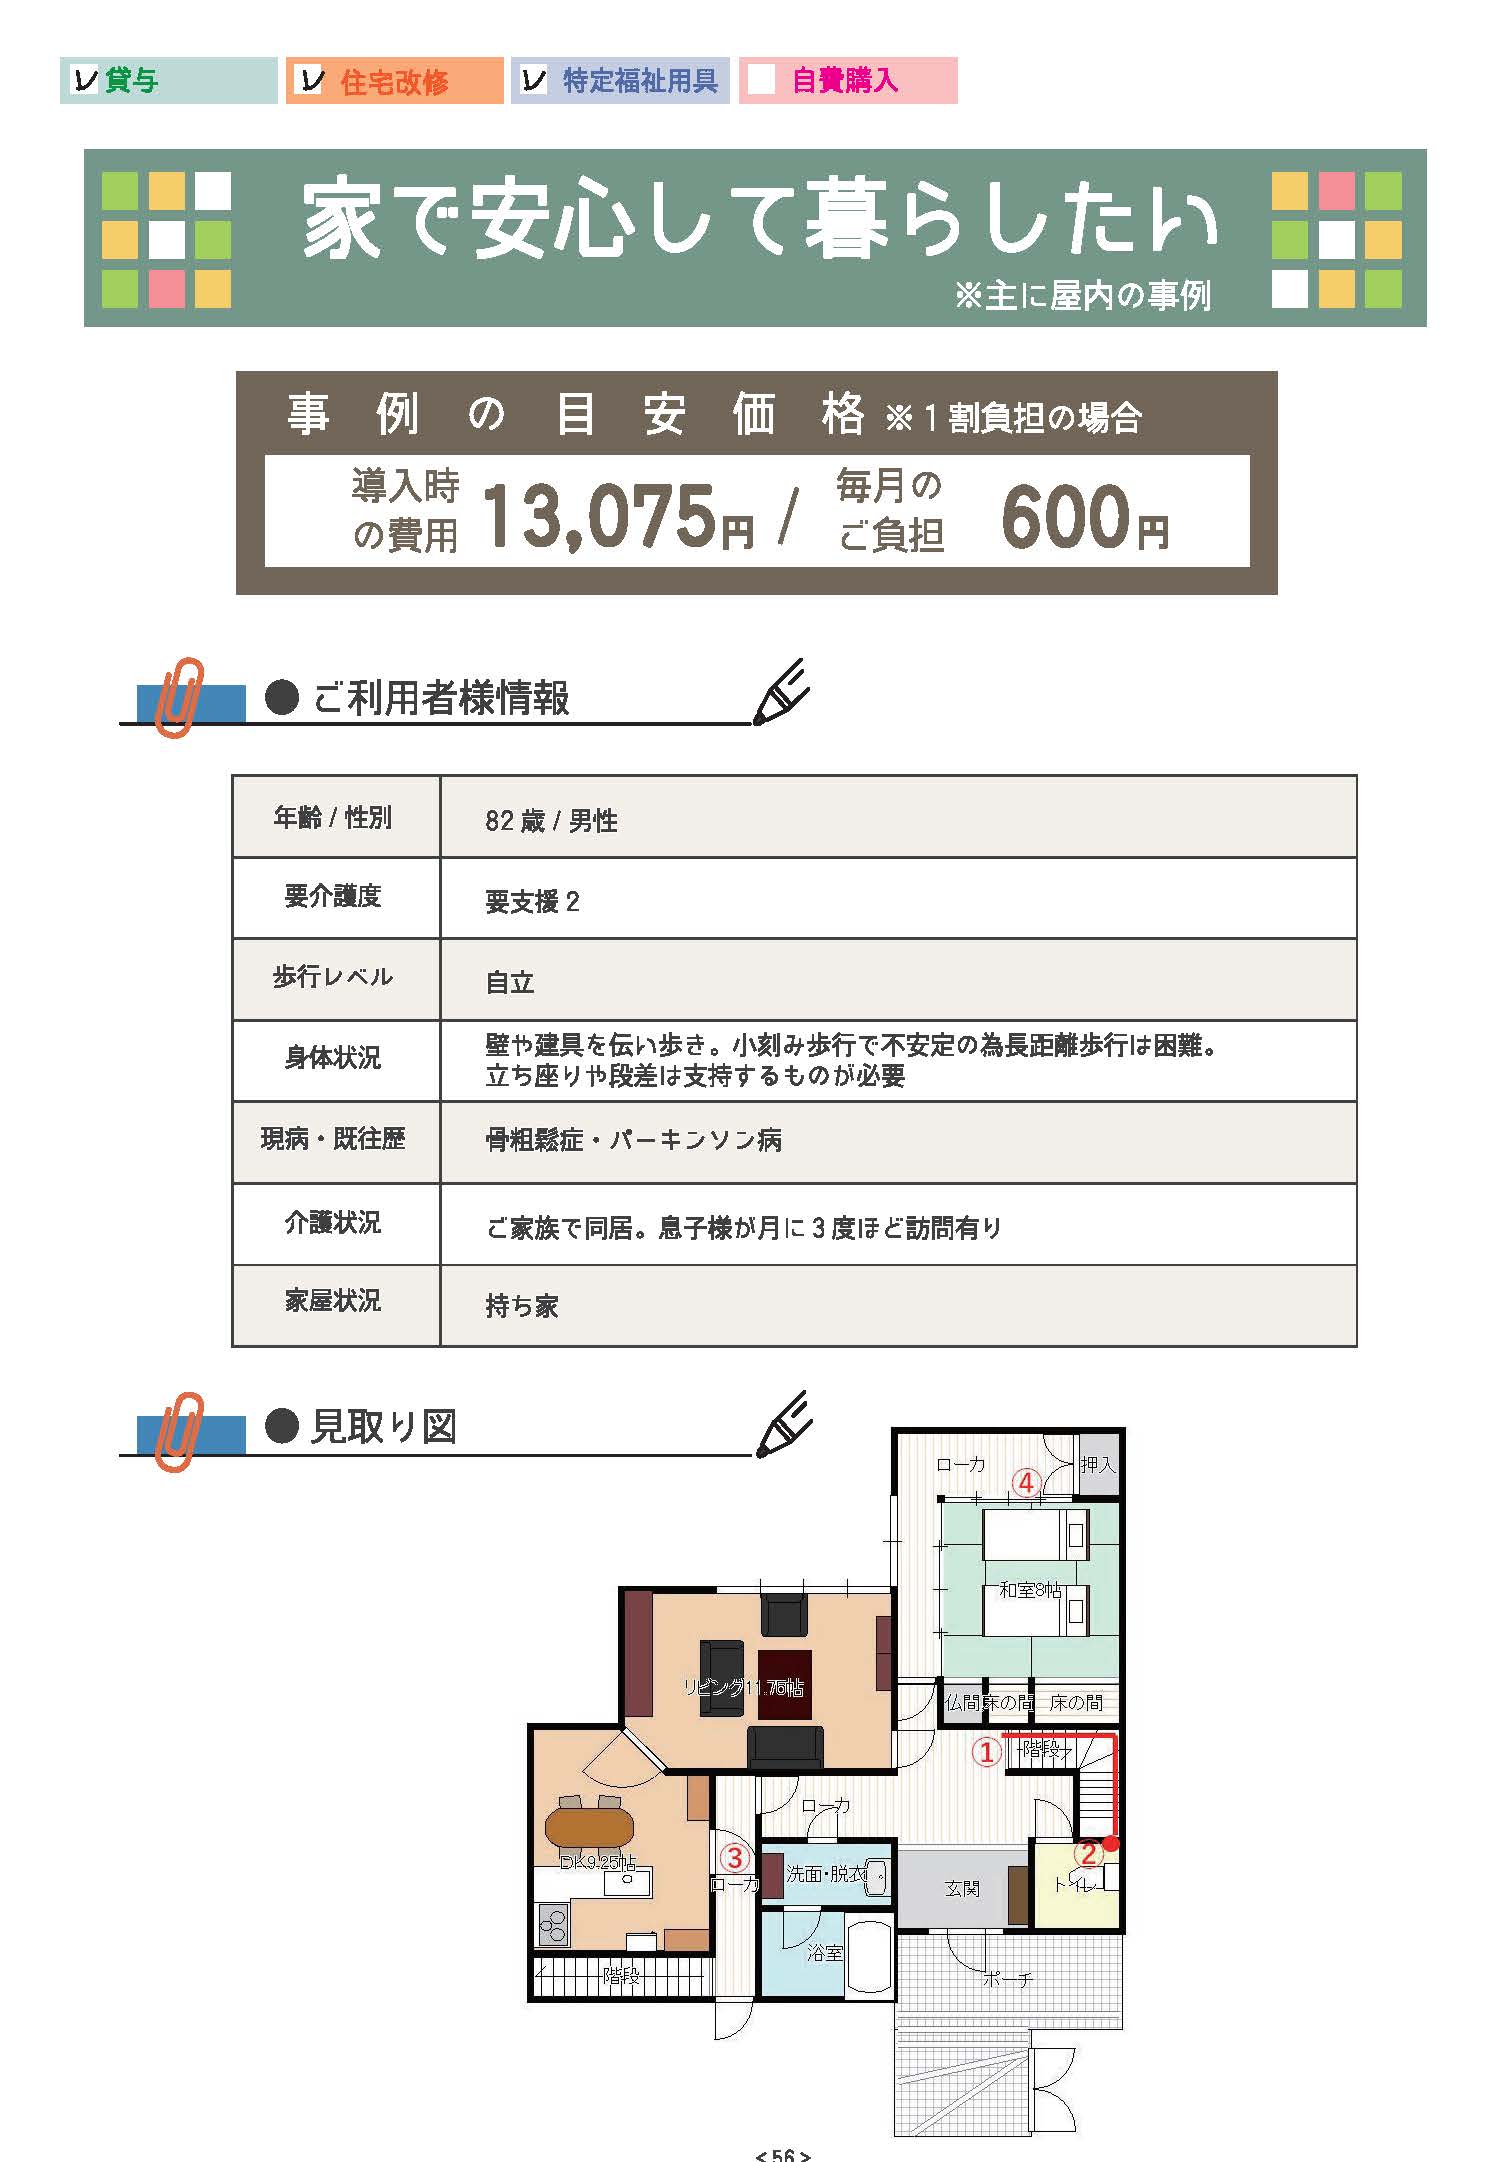 レ 貸与 レ 住宅改修 レ 特定福祉用具 自費購入
家で安心して暮らしたい
※主に屋内の事例
事例の目安価格 ※1割負担の場合
導入時の費用 13,075円 / 毎月のご負担 600円
● ご利用者様情報
年齢 / 性別 82 歳 / 男性
要介護度 要支援 2
歩行レベル 自立
身体状況 壁や建具を伝い歩き。小刻み歩行で不安定の為長距離歩行は困難。
立ち座りや段差は支持するものが必要
現病・既往歴 骨粗鬆症・パーキンソン病
介護状況 ご家族で同居。息子様が月に 3 度ほど訪問有り
家屋状況 持ち家
● 見取り図
ローカ ④ 押入
和室8帖
リビング11.75帖
仏間 床の間 床の間
① 階段
ローカ
②
③
DK9.25帖
ローカ
洗面・脱衣
玄関
トイレ
浴室
階段
ポーチ
<56>